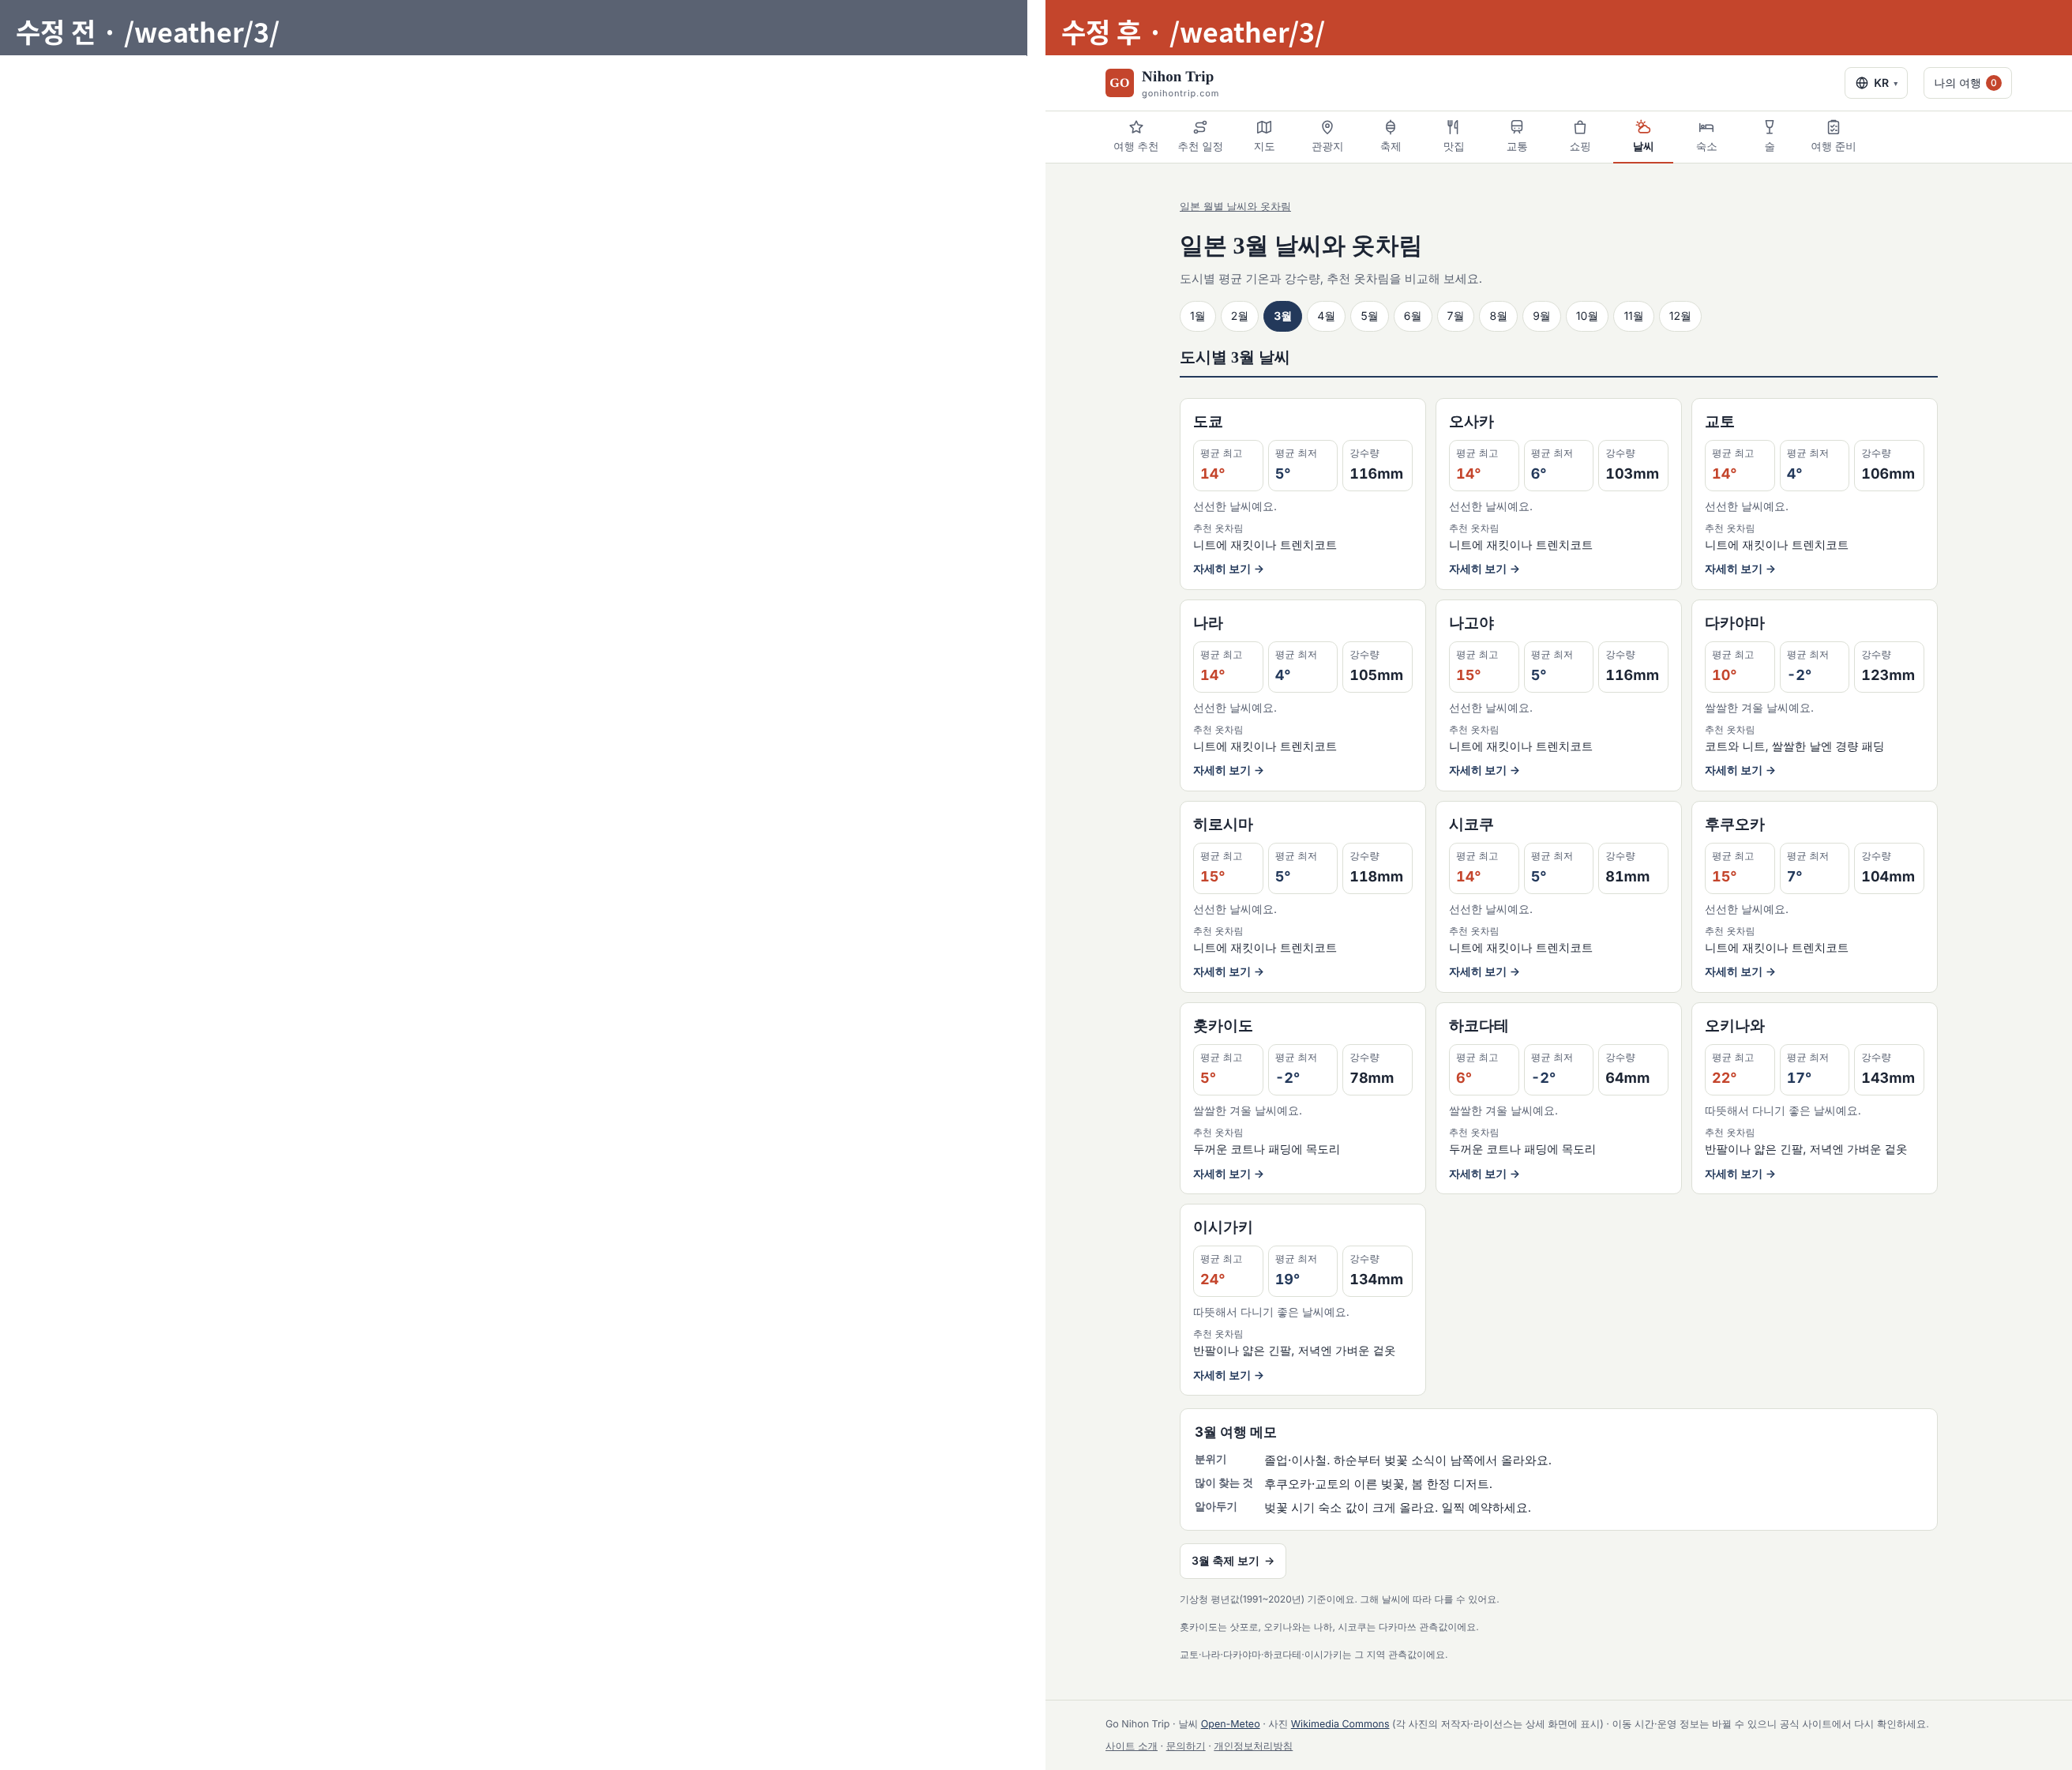 수정 전 · /weather/3/
수정 후 · /weather/3/
GO
Nihon Trip
gonihontrip.com
KR ▾
나의 여행 0
여행 추천
추천 일정
지도
관광지
축제
맛집
교통
쇼핑
날씨
숙소
술
여행 준비
일본 월별 날씨와 옷차림
일본 3월 날씨와 옷차림
도시별 평균 기온과 강수량, 추천 옷차림을 비교해 보세요.
1월 2월 3월 4월 5월 6월 7월 8월 9월 10월 11월 12월
도시별 3월 날씨
도쿄
평균 최고 평균 최저 강수량
14° 5° 116mm
선선한 날씨예요.
추천 옷차림
니트에 재킷이나 트렌치코트
자세히 보기 →
오사카
평균 최고 평균 최저 강수량
14° 6° 103mm
선선한 날씨예요.
추천 옷차림
니트에 재킷이나 트렌치코트
자세히 보기 →
교토
평균 최고 평균 최저 강수량
14° 4° 106mm
선선한 날씨예요.
추천 옷차림
니트에 재킷이나 트렌치코트
자세히 보기 →
나라
평균 최고 평균 최저 강수량
14° 4° 105mm
선선한 날씨예요.
추천 옷차림
니트에 재킷이나 트렌치코트
자세히 보기 →
나고야
평균 최고 평균 최저 강수량
15° 5° 116mm
선선한 날씨예요.
추천 옷차림
니트에 재킷이나 트렌치코트
자세히 보기 →
다카야마
평균 최고 평균 최저 강수량
10° -2° 123mm
쌀쌀한 겨울 날씨예요.
추천 옷차림
코트와 니트, 쌀쌀한 날엔 경량 패딩
자세히 보기 →
히로시마
평균 최고 평균 최저 강수량
15° 5° 118mm
선선한 날씨예요.
추천 옷차림
니트에 재킷이나 트렌치코트
자세히 보기 →
시코쿠
평균 최고 평균 최저 강수량
14° 5° 81mm
선선한 날씨예요.
추천 옷차림
니트에 재킷이나 트렌치코트
자세히 보기 →
후쿠오카
평균 최고 평균 최저 강수량
15° 7° 104mm
선선한 날씨예요.
추천 옷차림
니트에 재킷이나 트렌치코트
자세히 보기 →
홋카이도
평균 최고 평균 최저 강수량
5° -2° 78mm
쌀쌀한 겨울 날씨예요.
추천 옷차림
두꺼운 코트나 패딩에 목도리
자세히 보기 →
하코다테
평균 최고 평균 최저 강수량
6° -2° 64mm
쌀쌀한 겨울 날씨예요.
추천 옷차림
두꺼운 코트나 패딩에 목도리
자세히 보기 →
오키나와
평균 최고 평균 최저 강수량
22° 17° 143mm
따뜻해서 다니기 좋은 날씨예요.
추천 옷차림
반팔이나 얇은 긴팔, 저녁엔 가벼운 겉옷
자세히 보기 →
이시가키
평균 최고 평균 최저 강수량
24° 19° 134mm
따뜻해서 다니기 좋은 날씨예요.
추천 옷차림
반팔이나 얇은 긴팔, 저녁엔 가벼운 겉옷
자세히 보기 →
3월 여행 메모
분위기 졸업·이사철. 하순부터 벚꽃 소식이 남쪽에서 올라와요.
많이 찾는 것 후쿠오카·교토의 이른 벚꽃, 봄 한정 디저트.
알아두기 벚꽃 시기 숙소 값이 크게 올라요. 일찍 예약하세요.
3월 축제 보기 →
기상청 평년값(1991~2020년) 기준이에요. 그해 날씨에 따라 다를 수 있어요.
홋카이도는 삿포로, 오키나와는 나하, 시코쿠는 다카마쓰 관측값이에요.
교토·나라·다카야마·하코다테·이시가키는 그 지역 관측값이에요.
Go Nihon Trip · 날씨 Open-Meteo · 사진 Wikimedia Commons (각 사진의 저작자·라이선스는 상세 화면에 표시) · 이동 시간·운영 정보는 바뀔 수 있으니 공식 사이트에서 다시 확인하세요.
사이트 소개 · 문의하기 · 개인정보처리방침